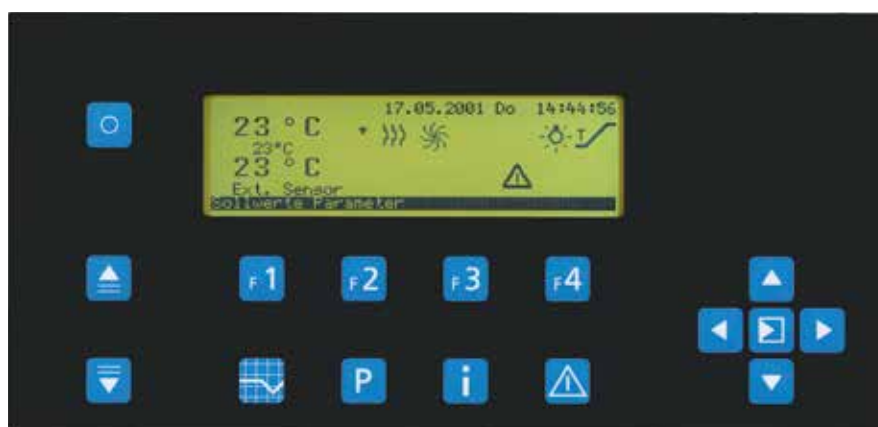 17.05.2001 Do 14:44:56
23 °C
23°C
T
23 °C
Ext. Sensor
Sollwerte Parameter
F1 F2 F3 F4
P i